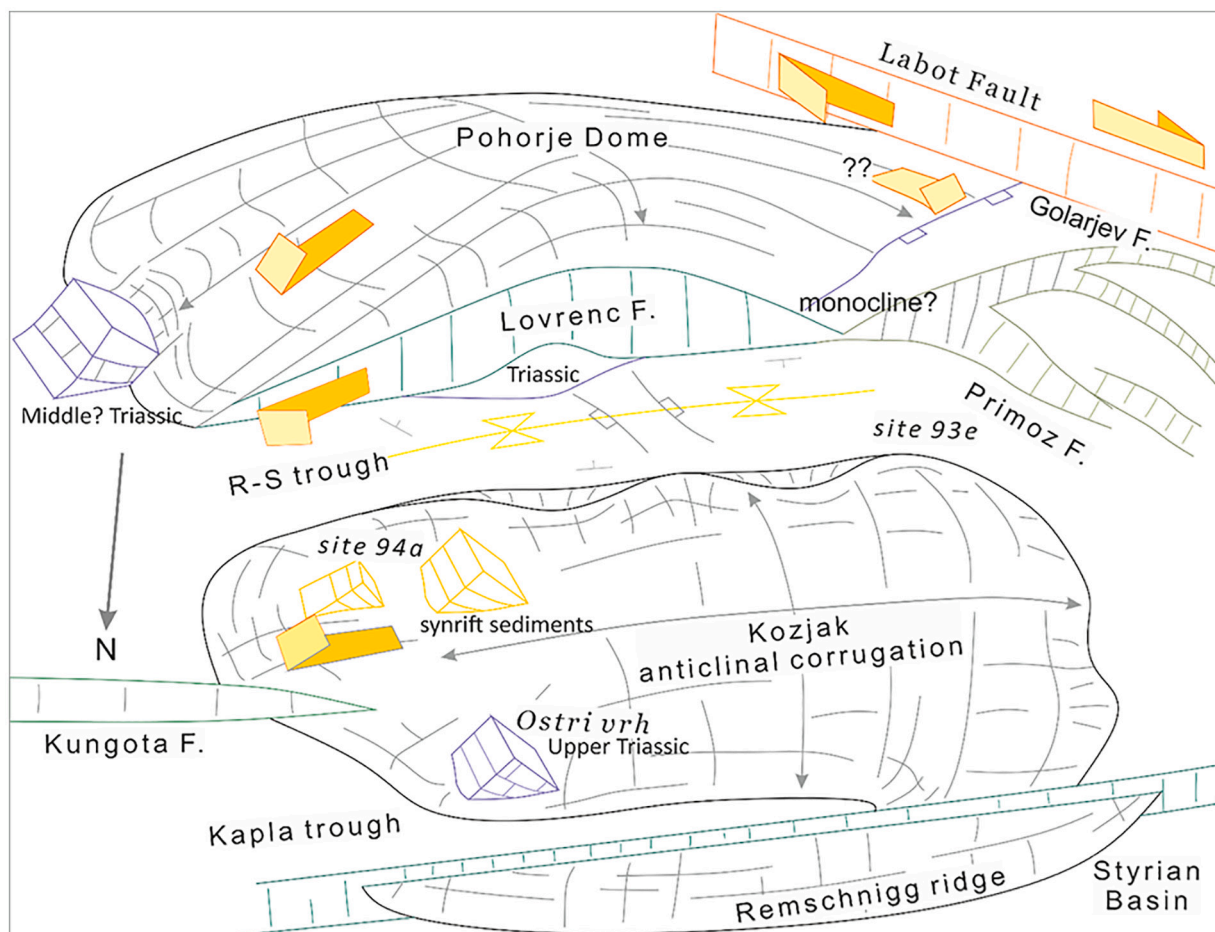 Labot Fault
Pohorje Dome
??
Golarjev F.
monocline?
Lovrenc F.
Triassic
Middle? Triassic
Primoz F.
site 93e
R-S trough
site 94a
synrift sediments
N
Kozjak
anticlinal corrugation
Ostri vrh
Upper Triassic
Kungota F.
Kapla trough
Remschnigg ridge
Styrian
Basin